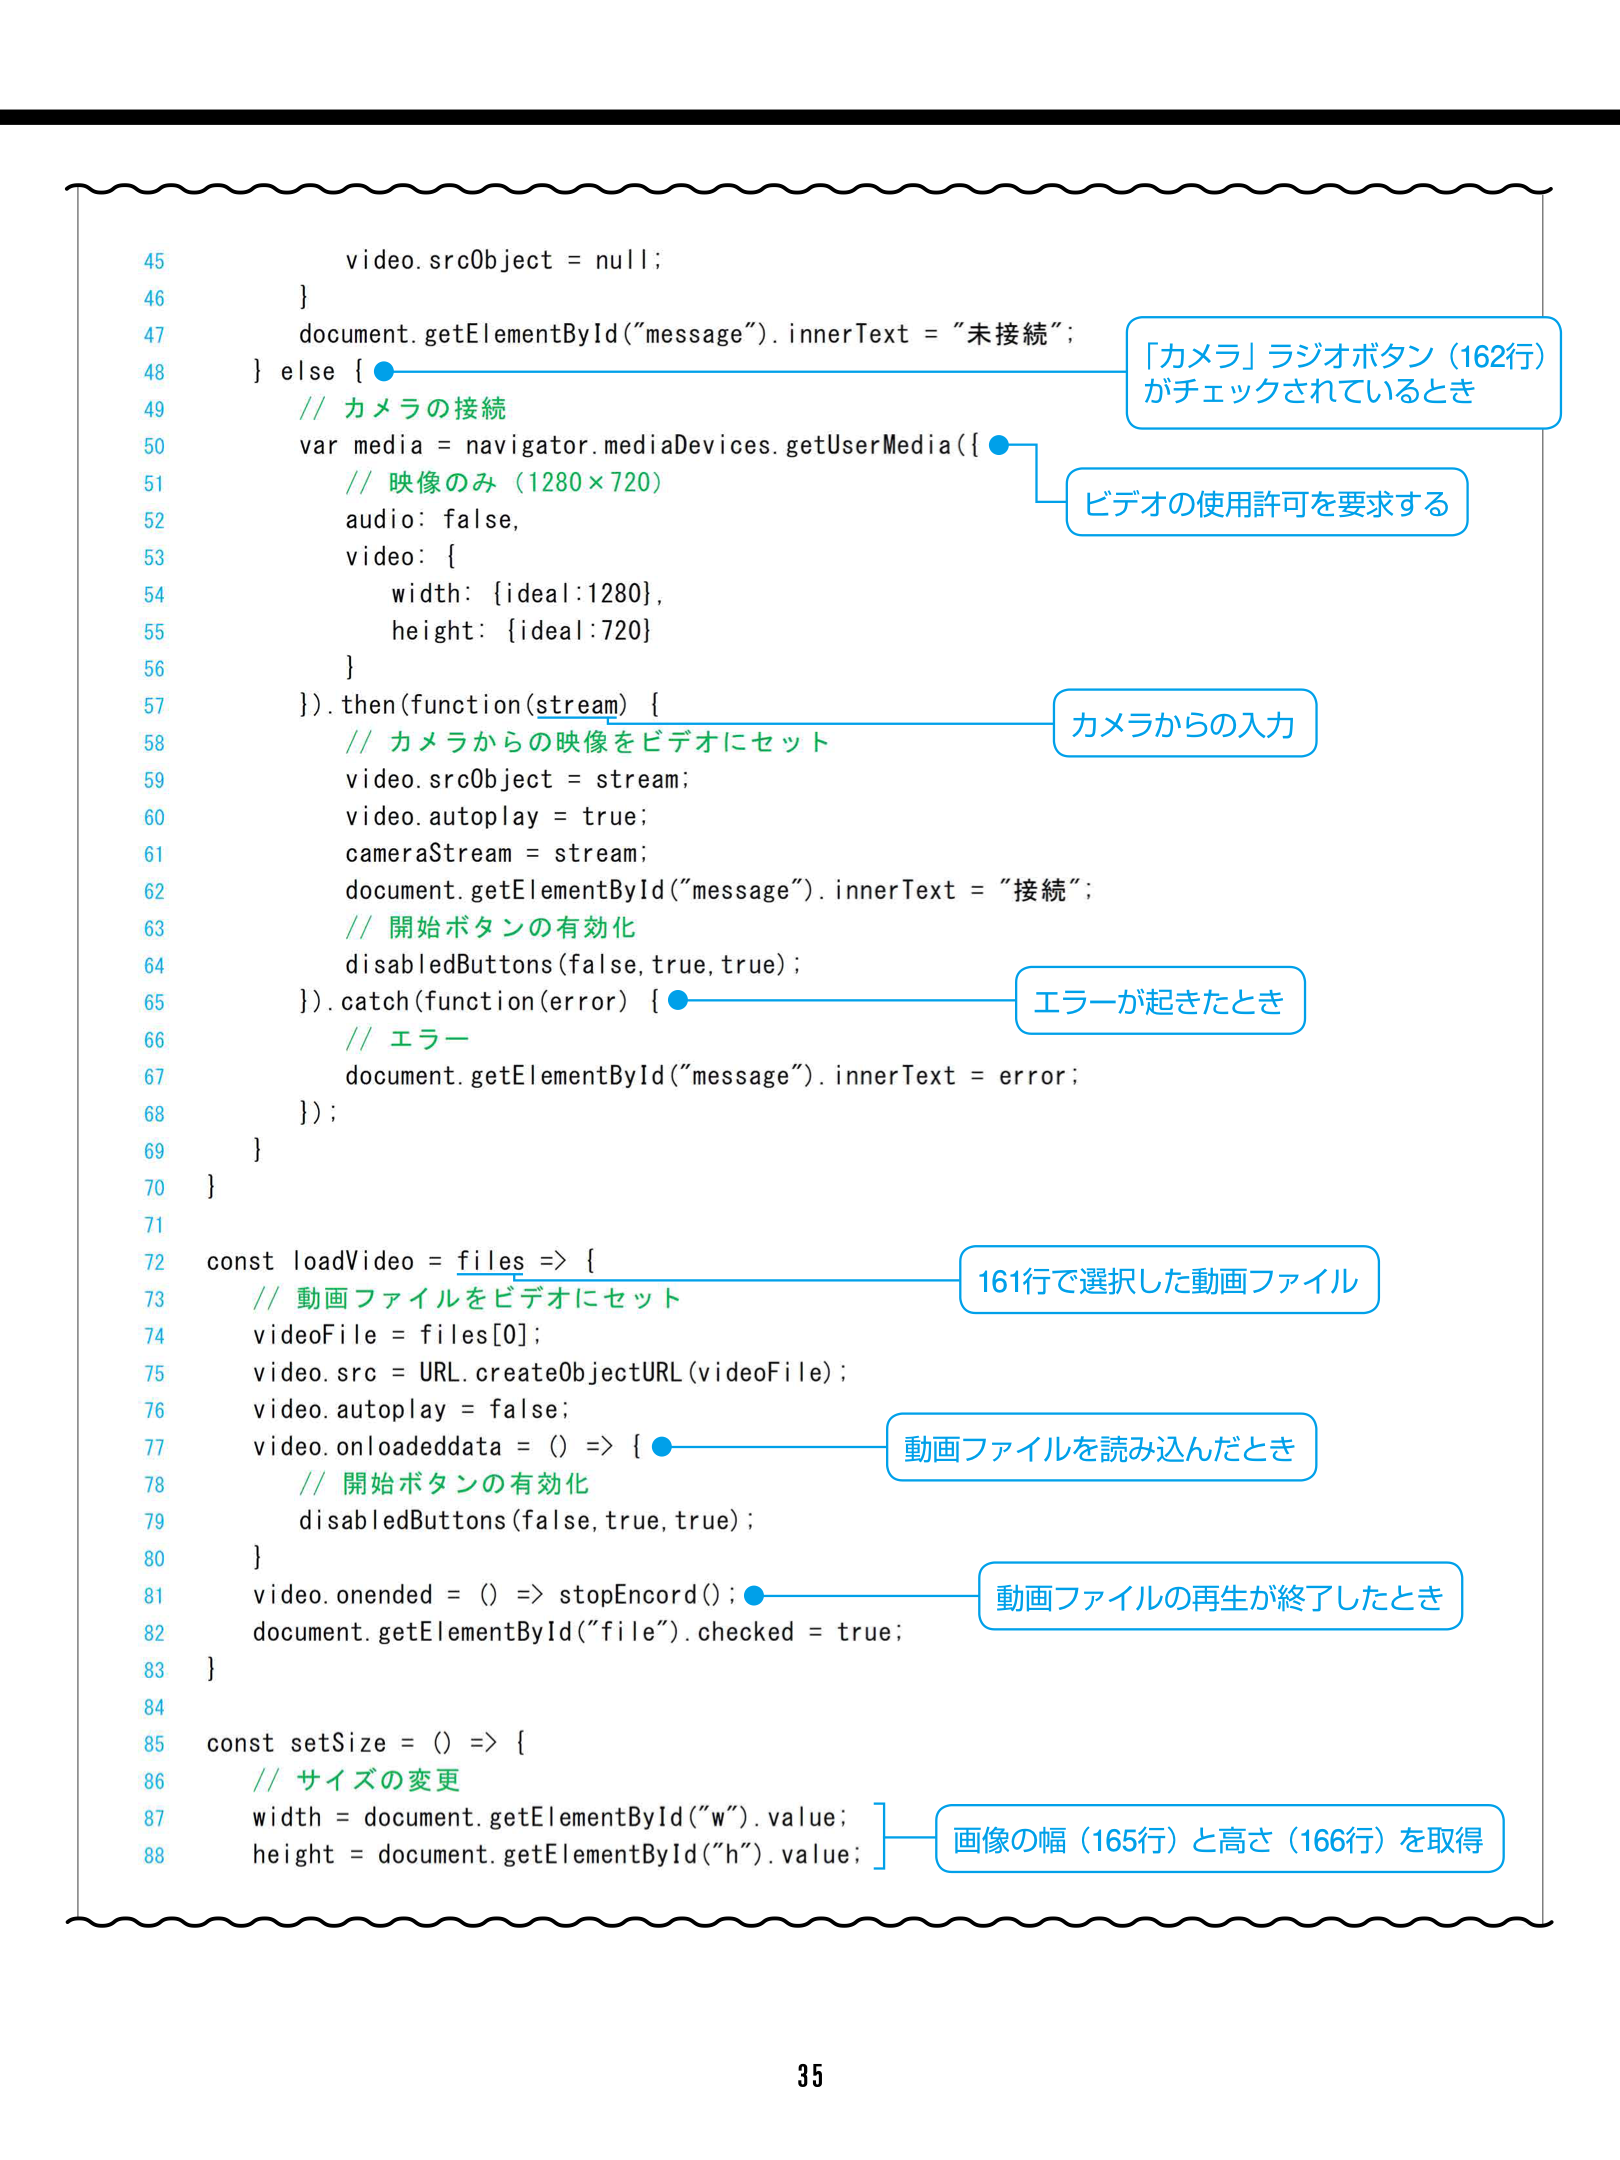 45 video.srcObject = null;
46 }
47 document.getElementById("message").innerText = "未接続";
48 } else {
「カメラ」ラジオボタン（162行）
がチェックされているとき
49 // カメラの接続
50 var media = navigator.mediaDevices.getUserMedia({
ビデオの使用許可を要求する
51 // 映像のみ（1280×720）
52 audio: false,
53 video: {
54 width: {ideal:1280},
55 height: {ideal:720}
56 }
57 }).then(function(stream) {
カメラからの入力
58 // カメラからの映像をビデオにセット
59 video.srcObject = stream;
60 video.autoplay = true;
61 cameraStream = stream;
62 document.getElementById("message").innerText = "接続";
63 // 開始ボタンの有効化
64 disabledButtons(false,true,true);
65 }).catch(function(error) {
エラーが起きたとき
66 // エラー
67 document.getElementById("message").innerText = error;
68 });
69 }
70 }
71
72 const loadVideo = files => {
161行で選択した動画ファイル
73 // 動画ファイルをビデオにセット
74 videoFile = files[0];
75 video.src = URL.createObjectURL(videoFile);
76 video.autoplay = false;
77 video.onloadeddata = () => {
動画ファイルを読み込んだとき
78 // 開始ボタンの有効化
79 disabledButtons(false,true,true);
80 }
81 video.onended = () => stopEncord();
動画ファイルの再生が終了したとき
82 document.getElementById("file").checked = true;
83 }
84
85 const setSize = () => {
86 // サイズの変更
87 width = document.getElementById("w").value;
88 height = document.getElementById("h").value;
画像の幅（165行）と高さ（166行）を取得
35